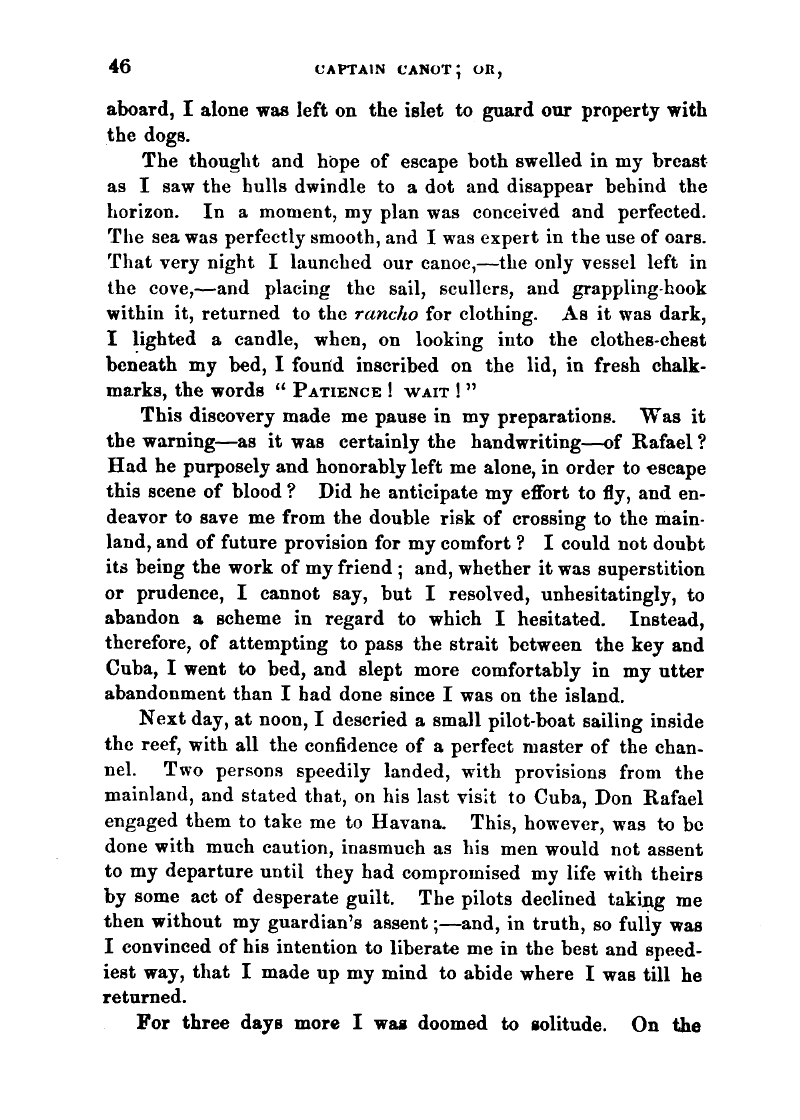 46 CAPTAIN CANOT; OR,
aboard, I alone was left on the islet to guard our property with
the dogs.
The thought and hope of escape both swelled in my breast
as I saw the hulls dwindle to a dot and disappear behind the
horizon. In a moment, my plan was conceived and perfected.
The sea was perfectly smooth, and I was expert in the use of oars.
That very night I launched our canoe,—the only vessel left in
the cove,—and placing the sail, scullers, and grappling-hook
within it, returned to the rancho for clothing. As it was dark,
I lighted a candle, when, on looking into the clothes-chest
beneath my bed, I found inscribed on the lid, in fresh chalk-
marks, the words “ PATIENCE ! WAIT ! ”
This discovery made me pause in my preparations. Was it
the warning—as it was certainly the handwriting—of Rafael ?
Had he purposely and honorably left me alone, in order to escape
this scene of blood ? Did he anticipate my effort to fly, and en-
deavor to save me from the double risk of crossing to the main-
land, and of future provision for my comfort ? I could not doubt
its being the work of my friend ; and, whether it was superstition
or prudence, I cannot say, but I resolved, unhesitatingly, to
abandon a scheme in regard to which I hesitated. Instead,
therefore, of attempting to pass the strait between the key and
Cuba, I went to bed, and slept more comfortably in my utter
abandonment than I had done since I was on the island.
Next day, at noon, I descried a small pilot-boat sailing inside
the reef, with all the confidence of a perfect master of the chan-
nel. Two persons speedily landed, with provisions from the
mainland, and stated that, on his last visit to Cuba, Don Rafael
engaged them to take me to Havana. This, however, was to be
done with much caution, inasmuch as his men would not assent
to my departure until they had compromised my life with theirs
by some act of desperate guilt. The pilots declined taking me
then without my guardian’s assent ;—and, in truth, so fully was
I convinced of his intention to liberate me in the best and speed-
iest way, that I made up my mind to abide where I was till he
returned.
For three days more I was doomed to solitude. On the